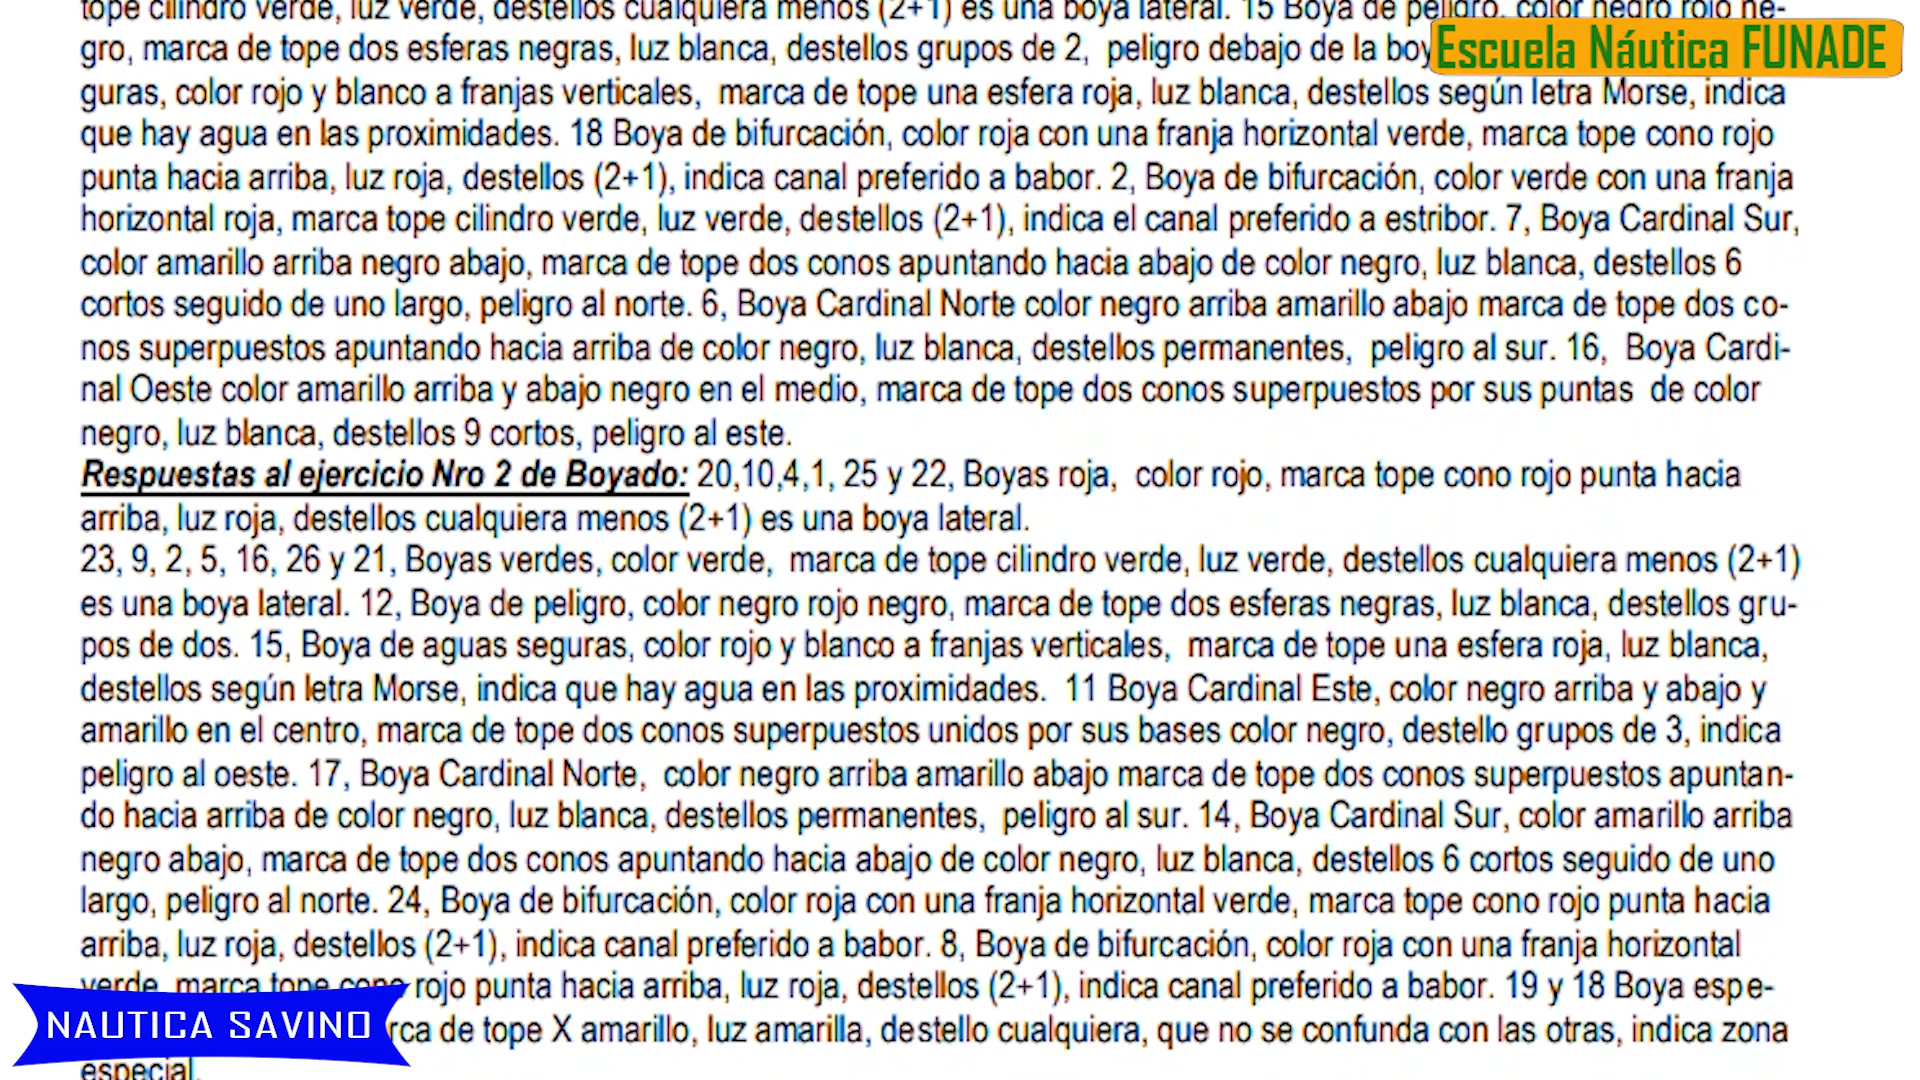 tope cilindro verde, luz verde, destellos cualquiera menos (2+1) es una boya lateral. 15 Boya de peligro, color negro rojo ne-
gro, marca de tope dos esferas negras, luz blanca, destellos grupos de 2, peligro debajo de la
Escuela Náutica FUNADE
guras, color rojo y blanco a franjas verticales, marca de tope una esfera roja, luz blanca, destellos según letra Morse, indica
que hay agua en las proximidades. 18 Boya de bifurcación, color roja con una franja horizontal verde, marca tope cono rojo
punta hacia arriba, luz roja, destellos (2+1), indica canal preferido a babor. 2, Boya de bifurcación, color verde con una franja
horizontal roja, marca tope cilindro verde, luz verde, destellos (2+1), indica el canal preferido a estribor. 7, Boya Cardinal Sur,
color amarillo arriba negro abajo, marca de tope dos conos apuntando hacia abajo de color negro, luz blanca, destellos 6
cortos seguido de uno largo, peligro al norte. 6, Boya Cardinal Norte color negro arriba amarillo abajo marca de tope dos co-
nos superpuestos apuntando hacia arriba de color negro, luz blanca, destellos permanentes, peligro al sur. 16, Boya Cardi-
nal Oeste color amarillo arriba y abajo negro en el medio, marca de tope dos conos superpuestos por sus puntas de color
negro, luz blanca, destellos 9 cortos, peligro al este.
Respuestas al ejercicio Nro 2 de Boyado: 20,10,4,1, 25 y 22, Boyas roja, color rojo, marca tope cono rojo punta hacia
arriba, luz roja, destellos cualquiera menos (2+1) es una boya lateral.
23, 9, 2, 5, 16, 26 y 21, Boyas verdes, color verde, marca de tope cilindro verde, luz verde, destellos cualquiera menos (2+1)
es una boya lateral. 12, Boya de peligro, color negro rojo negro, marca de tope dos esferas negras, luz blanca, destellos gru-
pos de dos. 15, Boya de aguas seguras, color rojo y blanco a franjas verticales, marca de tope una esfera roja, luz blanca,
destellos según letra Morse, indica que hay agua en las proximidades. 11 Boya Cardinal Este, color negro arriba y abajo y
amarillo en el centro, marca de tope dos conos superpuestos unidos por sus bases color negro, destello grupos de 3, indica
peligro al oeste. 17, Boya Cardinal Norte, color negro arriba amarillo abajo marca de tope dos conos superpuestos apuntan-
do hacia arriba de color negro, luz blanca, destellos permanentes, peligro al sur. 14, Boya Cardinal Sur, color amarillo arriba
negro abajo, marca de tope dos conos apuntando hacia abajo de color negro, luz blanca, destellos 6 cortos seguido de uno
largo, peligro al norte. 24, Boya de bifurcación, color roja con una franja horizontal verde, marca tope cono rojo punta hacia
arriba, luz roja, destellos (2+1), indica canal preferido a babor. 8, Boya de bifurcación, color roja con una franja horizontal
verde, marca tope cono rojo punta hacia arriba, luz roja, destellos (2+1), indica canal preferido a babor. 19 y 18 Boya espe-
NAUTICA SAVINO
de tope X amarillo, luz amarilla, destello cualquiera, que no se confunda con las otras, indica zona
especial.